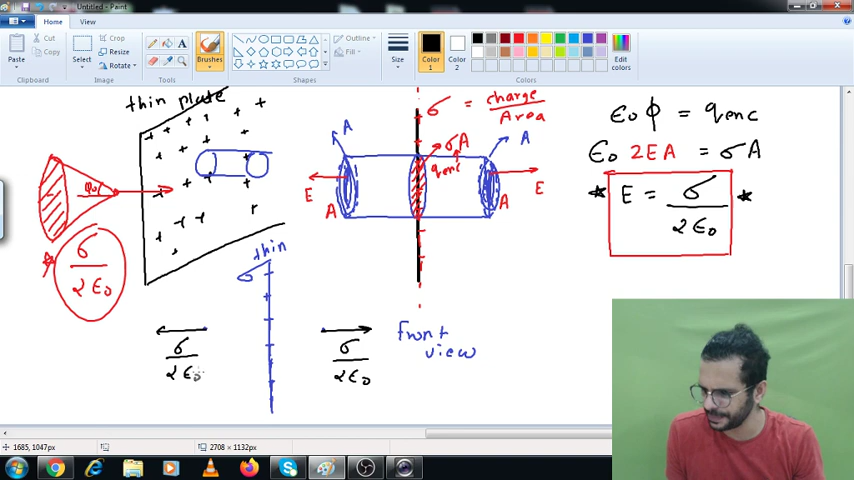 Untitled - Paint
Home
View
Paste
Cut
Copy
Clipboard
Select
Crop
Resize
Rotate
Image
Tools
Brushes
Outline
Fill
Shapes
Size
Color 1
Color 2
Edit colors
Colors
thin plate
σ = charge/Area
ε0 ϕ = qenc
A
σA
A
qenc
ε0 2EA = σA
E
E
* E = σ/2ε0 *
A
A
σ/2ε0
thin
σ
front view
σ/2ε0
σ/2ε0
1685, 1047px
2708 × 1132px